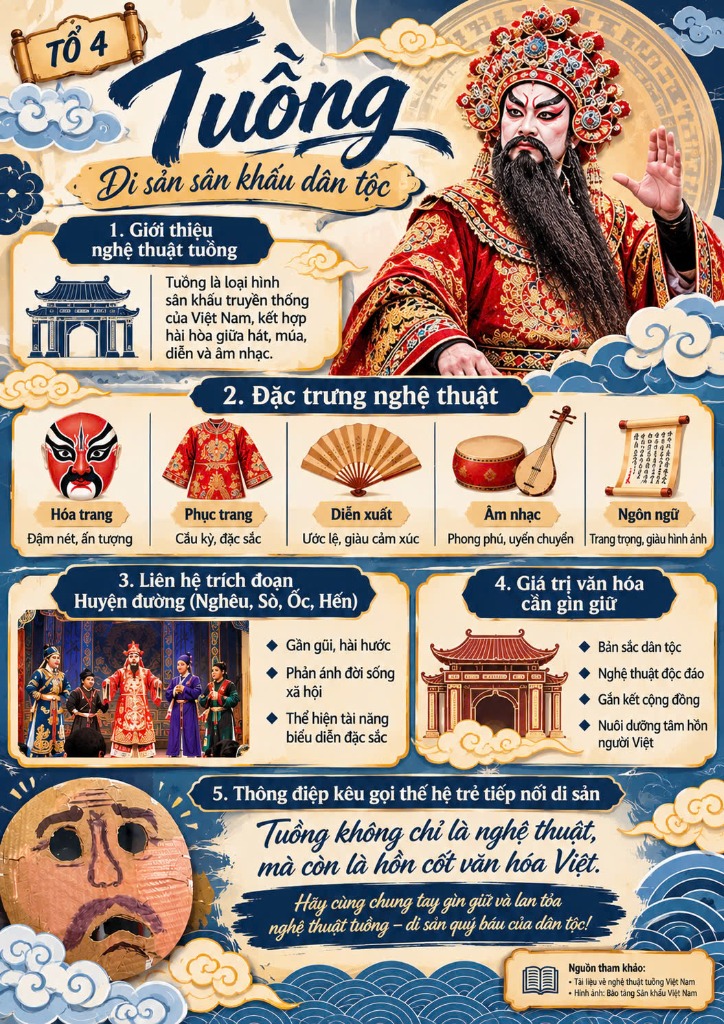 TỔ 4
Tuồng
Di sản sân khấu dân tộc
1. Giới thiệu
nghệ thuật tuồng
Tuồng là loại hình
sân khấu truyền thống
của Việt Nam, kết hợp
hài hòa giữa hát, múa,
diễn và âm nhạc.
2. Đặc trưng nghệ thuật
Hóa trang
Đậm nét, ấn tượng
Phục trang
Cầu kỳ, đặc sắc
Diễn xuất
Ước lệ, giàu cảm xúc
Âm nhạc
Phong phú, uyển chuyển
Ngôn ngữ
Trang trọng, giàu hình ảnh
3. Liên hệ trích đoạn
Huyện đường (Nghêu, Sò, Ốc, Hến)
Gần gũi, hài hước
Phản ánh đời sống
xã hội
Thể hiện tài năng
biểu diễn đặc sắc
4. Giá trị văn hóa
cần gìn giữ
Bản sắc dân tộc
Nghệ thuật độc đáo
Gắn kết cộng đồng
Nuôi dưỡng tâm hồn
người Việt
5. Thông điệp kêu gọi thế hệ trẻ tiếp nối di sản
Tuồng không chỉ là nghệ thuật,
mà còn là hồn cốt văn hóa Việt.
Hãy cùng chung tay gìn giữ và lan tỏa
nghệ thuật tuồng – di sản quý báu của dân tộc!
Nguồn tham khảo:
• Tài liệu về nghệ thuật tuồng Việt Nam
• Hình ảnh: Bảo tàng Sân khấu Việt Nam